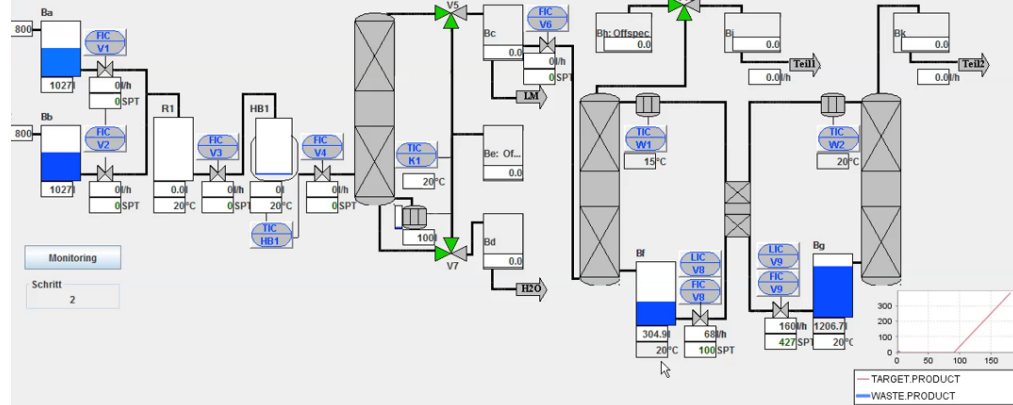 Ba
800
FIC
V1
1027l
0l/h
0SPT
Bb
800
FIC
V2
1027l
0l/h
0SPT
R1
0.0l
20°C
FIC
V3
0l/h
0SPT
HB1
0l
20°C
TIC
HB1
FIC
V4
0l/h
0SPT
TIC
K1
20°C
100l
V5
V7
Bc
0.0
LM
Be: Of...
0.0
Bd
0.0
H2O
FIC
V6
0l/h
0SPT
Bh: Offspec
0.0
Bi
0.0
Teil1
0.0l/h
Bk
0.0
Teil2
0.0l/h
TIC
W1
15°C
TIC
W2
20°C
Bf
304.9l
20°C
LIC
V8
FIC
V8
68l/h
100SPT
LIC
V9
FIC
V9
160l/h
427SPT
Bg
1206.7l
20°C
Monitoring
Schritt
2
300
200
100
0
0 50 100 150
TARGET.PRODUCT
WASTE.PRODUCT